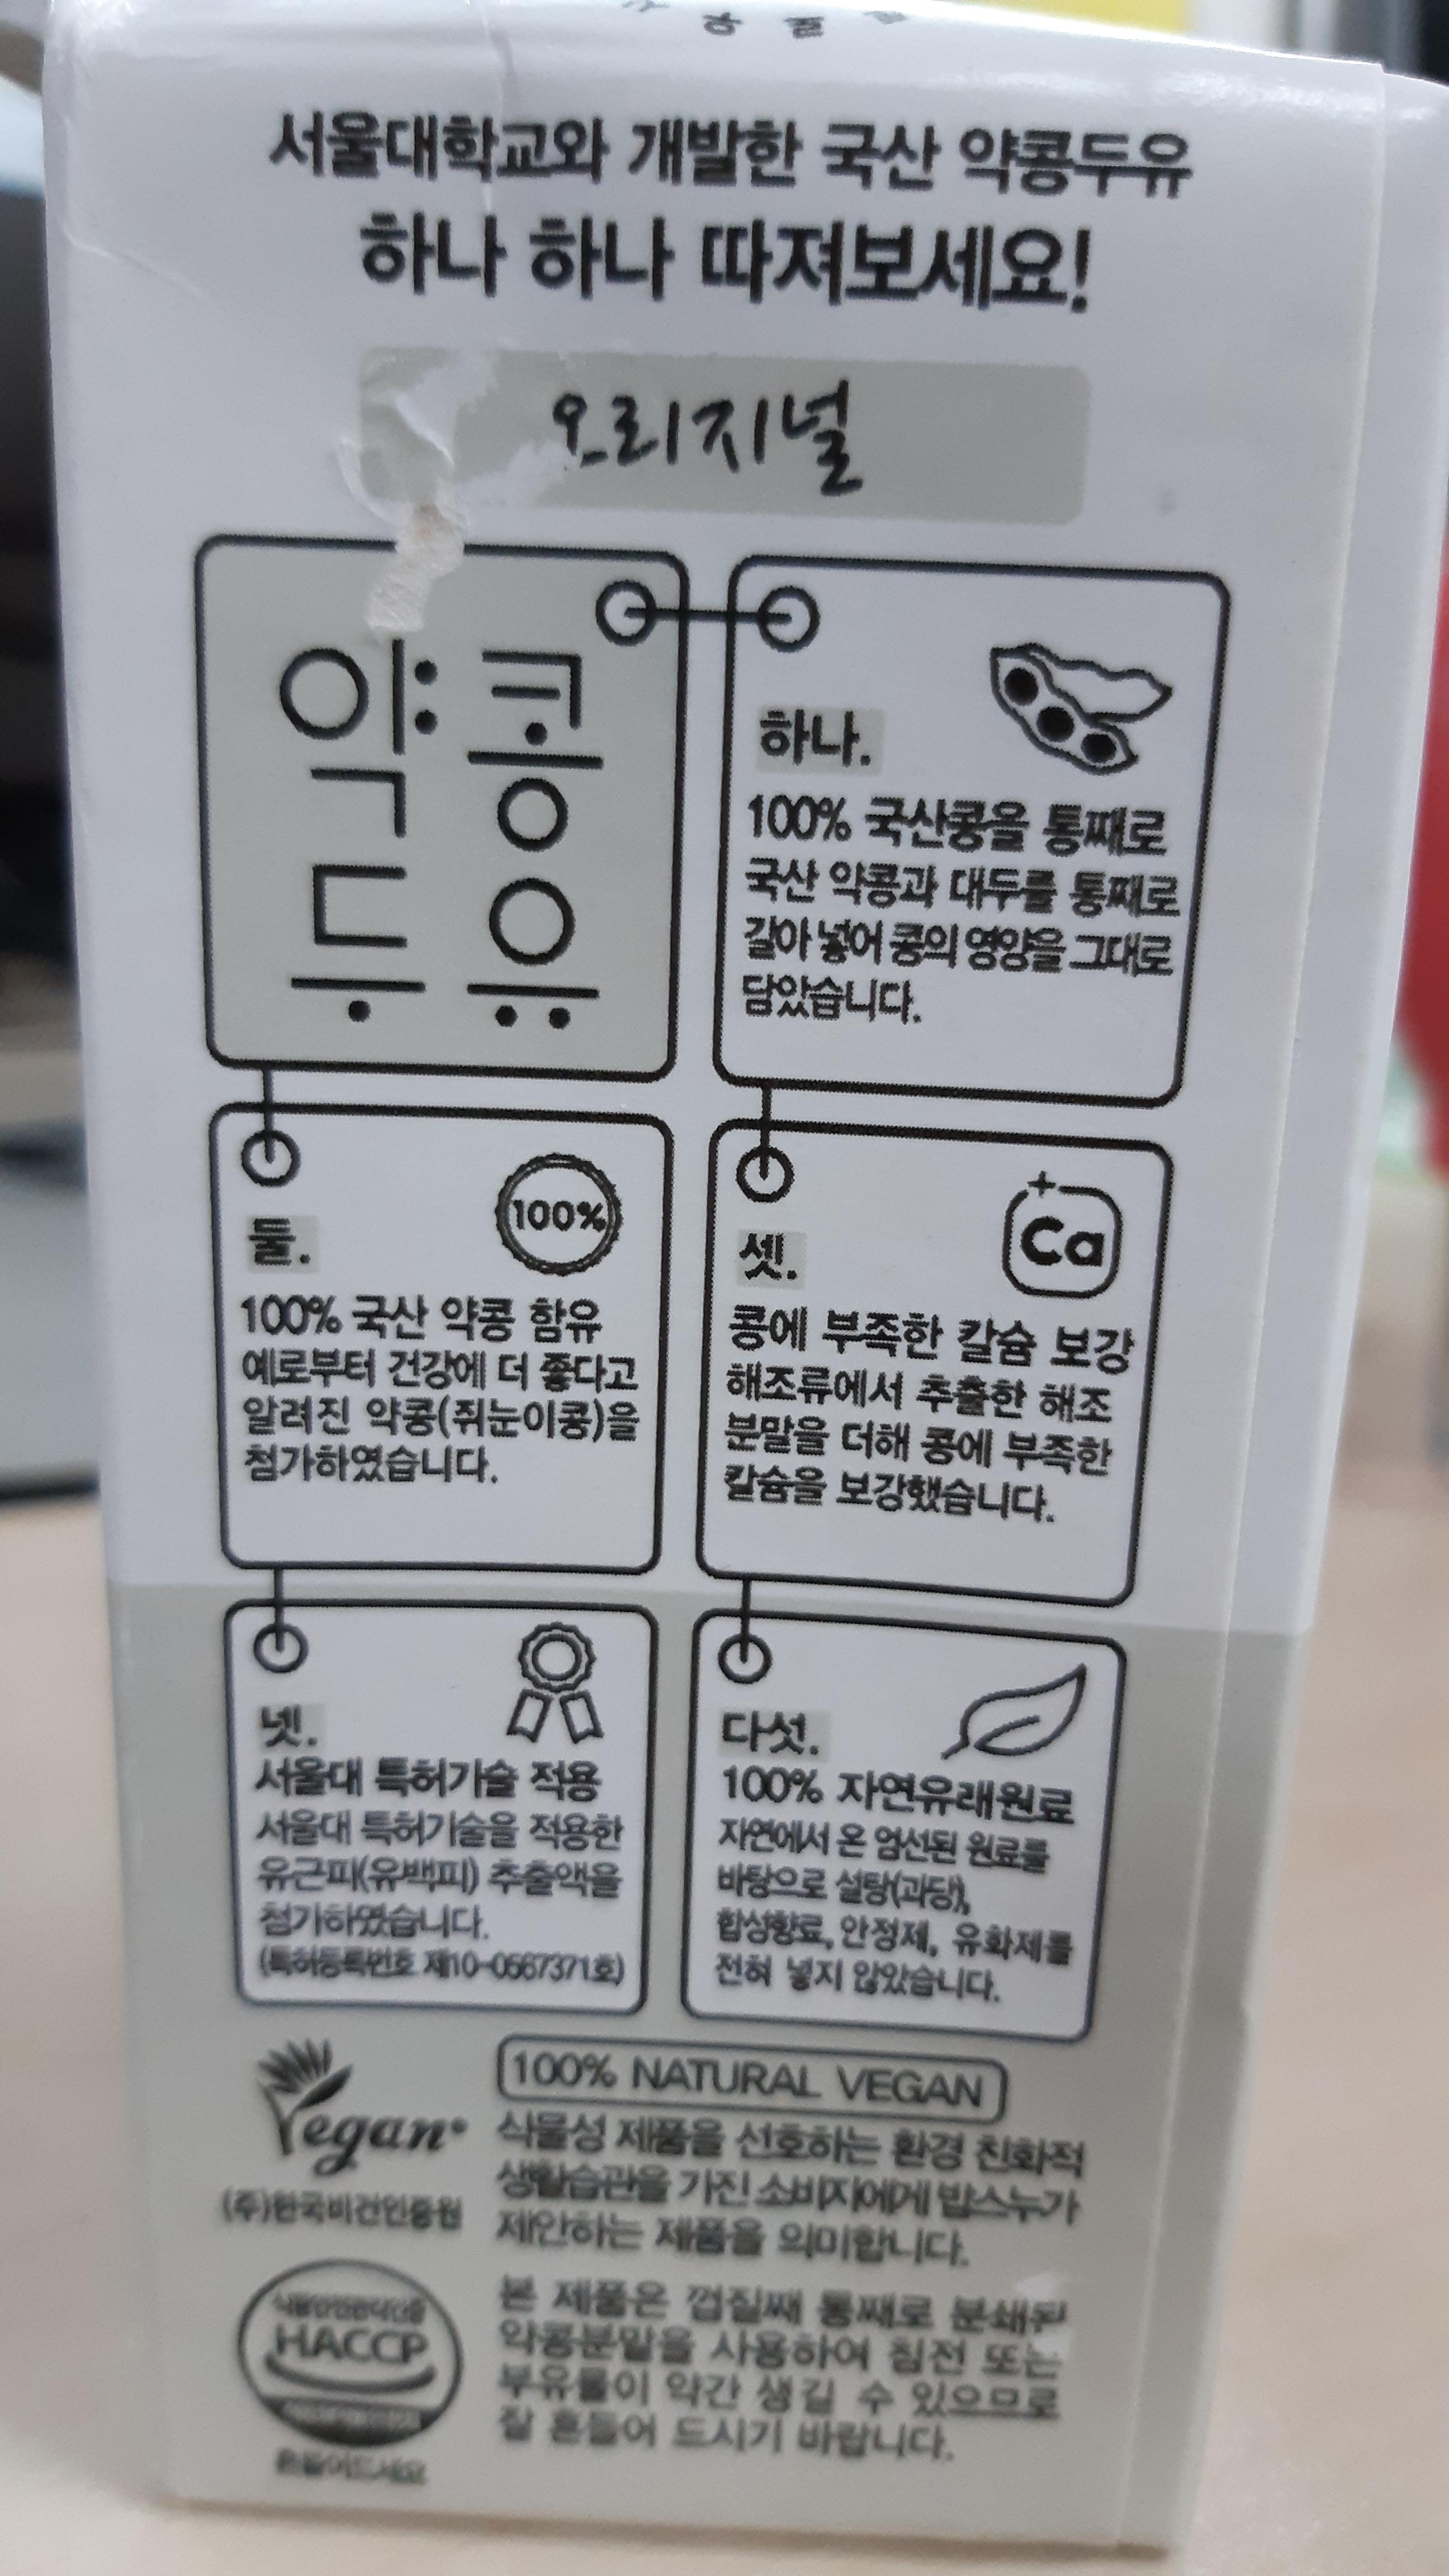 서울대학교와 개발한 국산 약콩두유
하나 하나 따져보세요!
오리지널
약콩
두유
하나.
100% 국산콩을 통째로
국산 약콩과 대두를 통째로
갈아 넣어 콩의 영양을 그대로
담았습니다.
100%
둘.
100% 국산 약콩 함유
예로부터 건강에 더 좋다고
알려진 약콩(쥐눈이콩)을
첨가하였습니다.
Ca
셋.
콩에 부족한 칼슘 보강
해조류에서 추출한 해조
분말을 더해 콩에 부족한
칼슘을 보강했습니다.
넷.
서울대 특허기술 적용
서울대 특허기술을 적용한
유근피(유백피) 추출액을
첨가하였습니다.
(특허등록번호 제10-0567371호)
다섯.
100% 자연유래원료
자연에서 온 엄선된 원료를
바탕으로 설탕(과당),
합성향료, 안정제, 유화제를
전혀 넣지 않았습니다.
Vegan
(주)한국비건인증원
100% NATURAL VEGAN
식물성 제품을 선호하는 환경 친화적
생활습관을 가진 소비자에게 밥스누가
제안하는 제품을 의미합니다.
HACCP
흔들어드세요
본 제품은 껍질째 통째로 분쇄된
약콩분말을 사용하여 침전 또는
부유물이 약간 생길 수 있으므로
잘 흔들어 드시기 바랍니다.